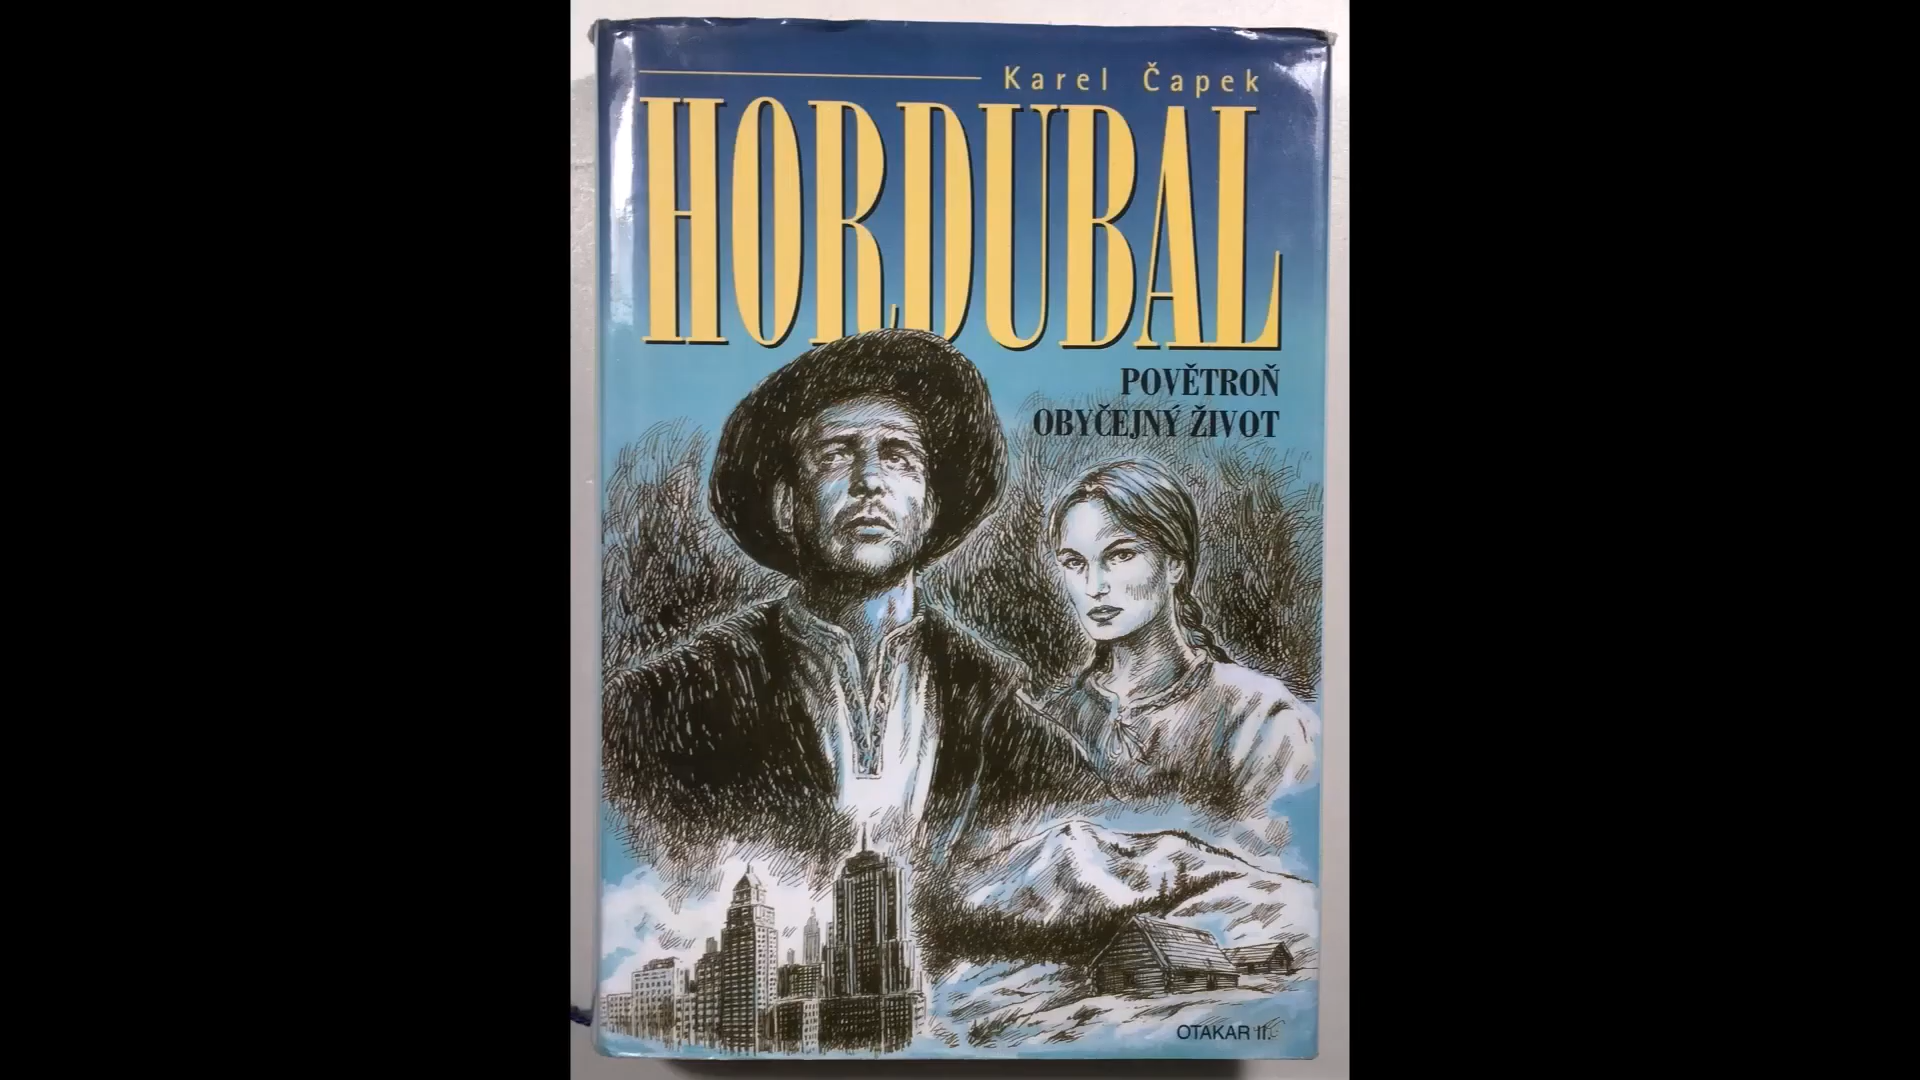 Karel Čapek
HORDUBAL
POVĚTROŇ
OBYČEJNÝ ŽIVOT
OTAKAR II.